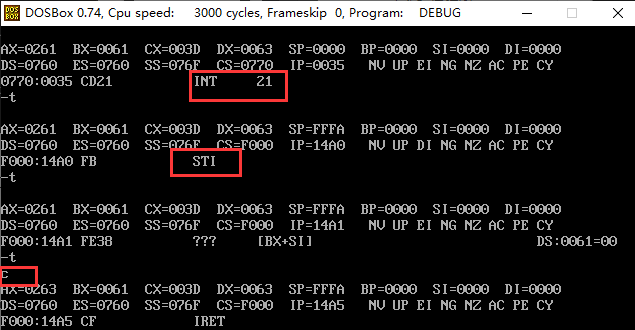 DOSBox 0.74, Cpu speed:    3000 cycles, Frameskip  0, Program:    DEBUG
AX=0261  BX=0061  CX=003D  DX=0063  SP=0000  BP=0000  SI=0000  DI=0000
DS=0760  ES=0760  SS=076F  CS=0770  IP=0035   NV UP EI NG NZ AC PE CY
0770:0035 CD21          INT     21
-t
AX=0261  BX=0061  CX=003D  DX=0063  SP=FFFA  BP=0000  SI=0000  DI=0000
DS=0760  ES=0760  SS=076F  CS=F000  IP=14A0   NV UP DI NG NZ AC PE CY
F000:14A0 FB            STI
-t
AX=0261  BX=0061  CX=003D  DX=0063  SP=FFFA  BP=0000  SI=0000  DI=0000
DS=0760  ES=0760  SS=076F  CS=F000  IP=14A1   NV UP EI NG NZ AC PE CY
F000:14A1 FE38          ???     [BX+SI]                            DS:0061=00
-t
c
AX=0263  BX=0061  CX=003D  DX=0063  SP=FFFA  BP=0000  SI=0000  DI=0000
DS=0760  ES=0760  SS=076F  CS=F000  IP=14A5   NV UP EI NG NZ AC PE CY
F000:14A5 CF            IRET